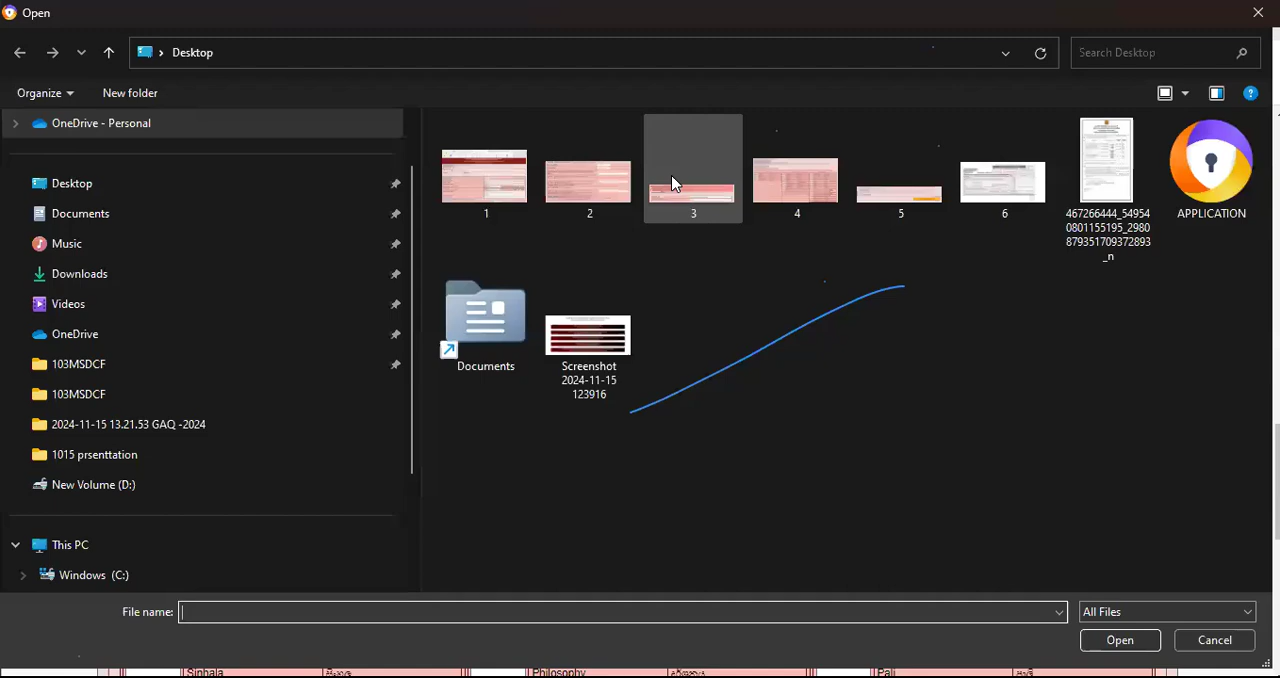 Open
Desktop
Search Desktop
Organize
New folder
OneDrive - Personal
Desktop
Documents
Music
Downloads
Videos
OneDrive
103MSDCF
103MSDCF
2024-11-15 13.21.53 GAQ -2024
1015 prsenttation
New Volume (D:)
This PC
Windows (C:)
1
2
3
4
5
6
467266444_54954
0801155195_2980
879351709372893
_n
APPLICATION
Documents
Screenshot
2024-11-15
123916
File name:
All Files
Open
Cancel
Sinhala
Philosophy
Pali